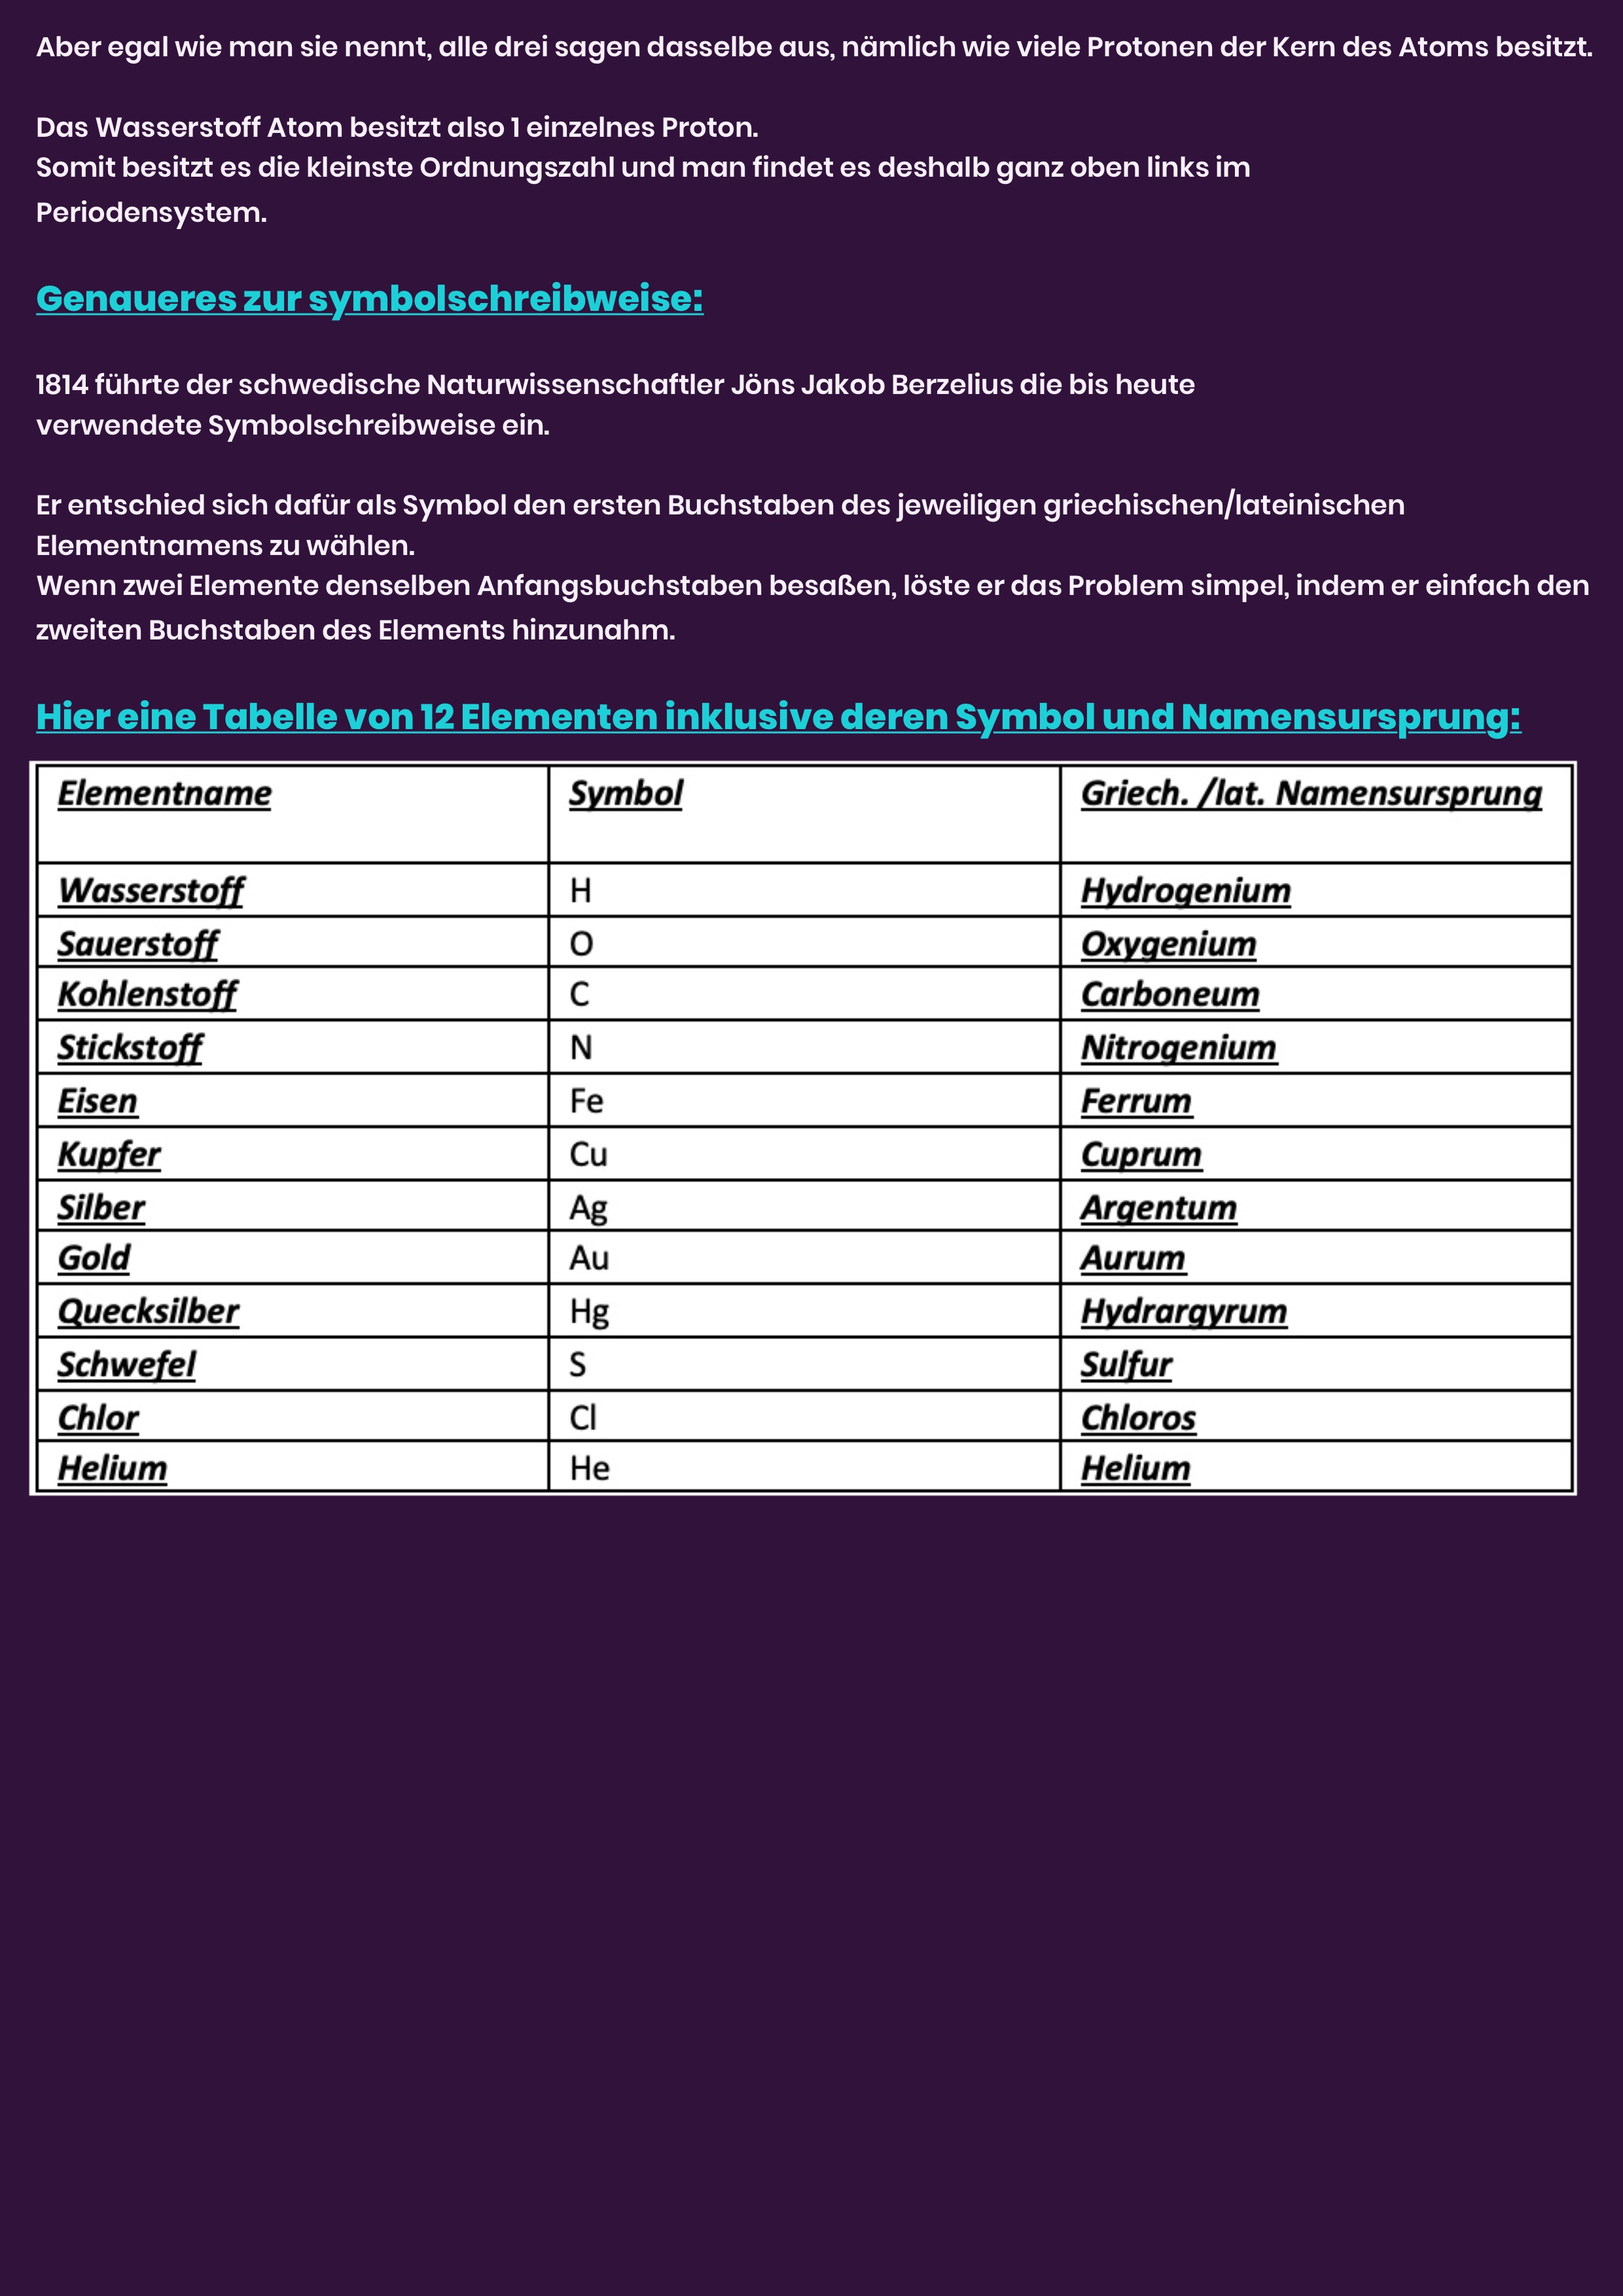 Aber egal wie man sie nennt, alle drei sagen dasselbe aus, nämlich wie viele Protonen der Kern des Atoms besitzt.
Das Wasserstoff Atom besitzt also 1 einzelnes Proton.
Somit besitzt es die kleinste Ordnungszahl und man findet es deshalb ganz oben links im
Periodensystem.
Genaueres zur symbolschreibweise:
1814 führte der schwedische Naturwissenschaftler Jöns Jakob Berzelius die bis heute
verwendete Symbolschreibweise ein.
Er entschied sich dafür als Symbol den ersten Buchstaben des jeweiligen griechischen/lateinischen
Elementnamens zu wählen.
Wenn zwei Elemente denselben Anfangsbuchstaben besaßen, löste er das Problem simpel, indem er einfach den
zweiten Buchstaben des Elements hinzunahm.
Hier eine Tabelle von 12 Elementen inklusive deren Symbol und Namensursprung:
Elementname Symbol Griech. /lat. Namensursprung
Wasserstoff H Hydrogenium
Sauerstoff O Oxygenium
Kohlenstoff C Carboneum
Stickstoff N Nitrogenium
Eisen Fe Ferrum
Kupfer Cu Cuprum
Silber Ag Argentum
Gold Au Aurum
Quecksilber Hg Hydrargyrum
Schwefel S Sulfur
Chlor Cl Chloros
Helium He Helium